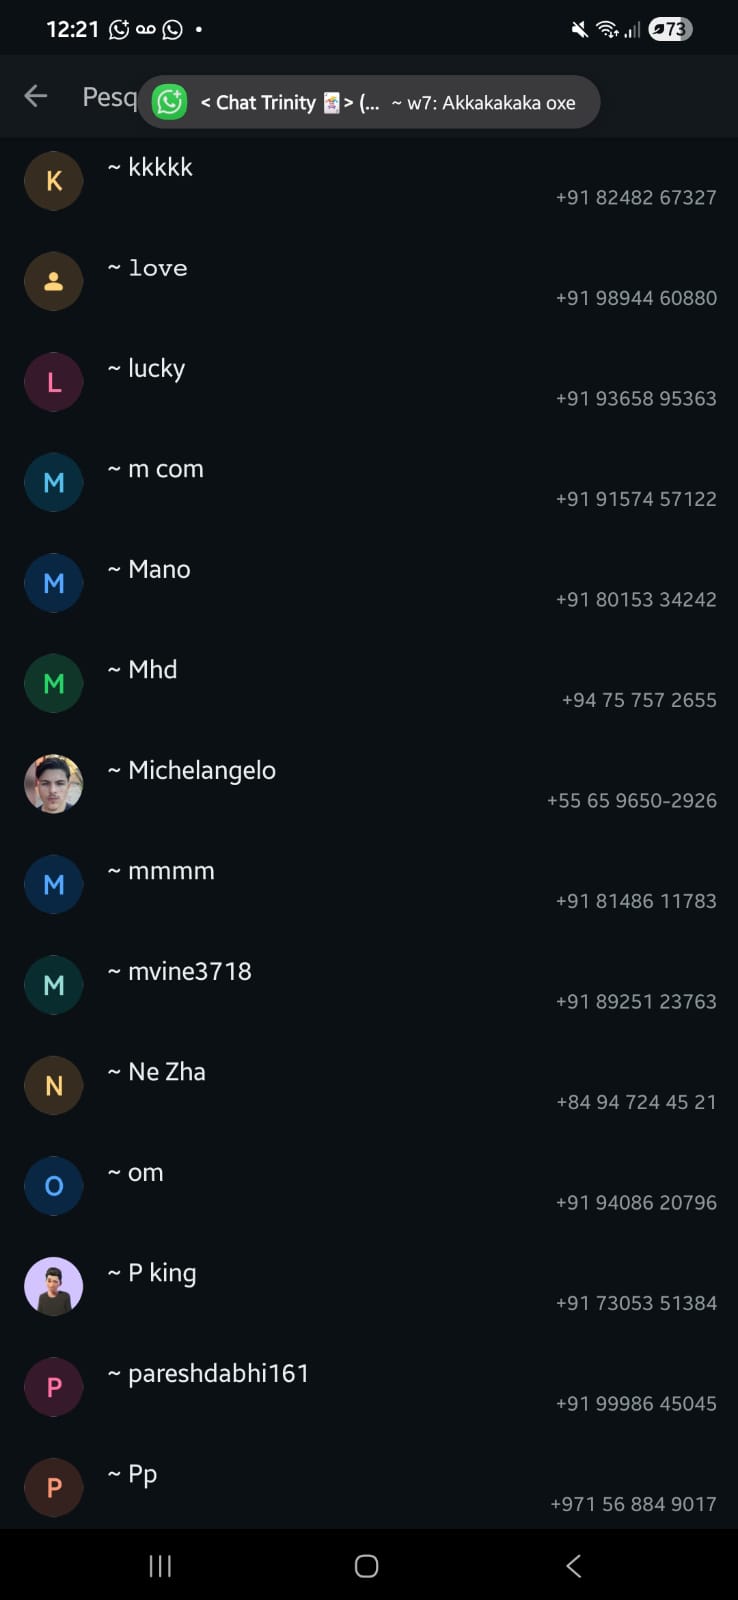 12:21
73
Pesq
< Chat Trinity 🃏> (... ~ w7: Akkakakaka oxe
K
~ kkkkk
+91 82482 67327
~ love
+91 98944 60880
L
~ lucky
+91 93658 95363
M
~ m com
+91 91574 57122
M
~ Mano
+91 80153 34242
M
~ Mhd
+94 75 757 2655
~ Michelangelo
+55 65 9650-2926
M
~ mmmm
+91 81486 11783
M
~ mvine3718
+91 89251 23763
N
~ Ne Zha
+84 94 724 45 21
O
~ om
+91 94086 20796
~ P king
+91 73053 51384
P
~ pareshdabhi161
+91 99986 45045
P
~ Pp
+971 56 884 9017